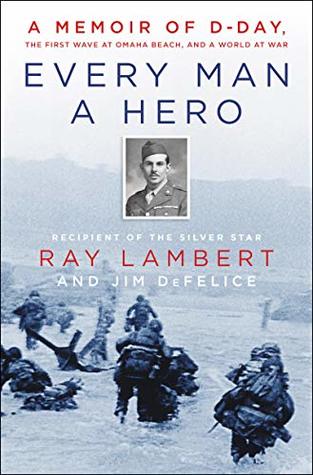 A MEMOIR OF D-DAY,
THE FIRST WAVE AT OMAHA BEACH, AND A WORLD AT WAR
EVERY MAN
A HERO
RECIPIENT OF THE SILVER STAR
RAY LAMBERT
AND JIM DeFELICE